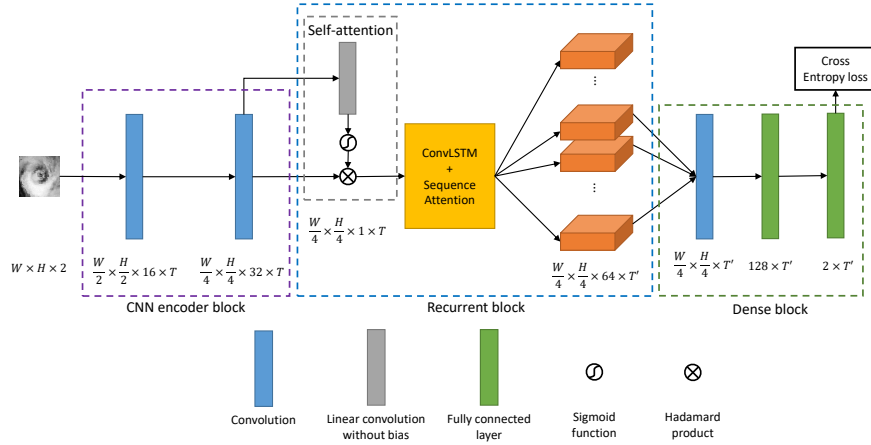 Self-attention
Cross
Entropy loss
ConvLSTM
+
Sequence
Attention
⋮
⋮
W × H × 2
W/2 × H/2 × 16 × T
W/4 × H/4 × 32 × T
W/4 × H/4 × 1 × T
W/4 × H/4 × 64 × T′
W/4 × H/4 × T′
128 × T′
2 × T′
CNN encoder block
Recurrent block
Dense block
Convolution
Linear convolution
without bias
Fully connected
layer
Sigmoid
function
Hadamard
product